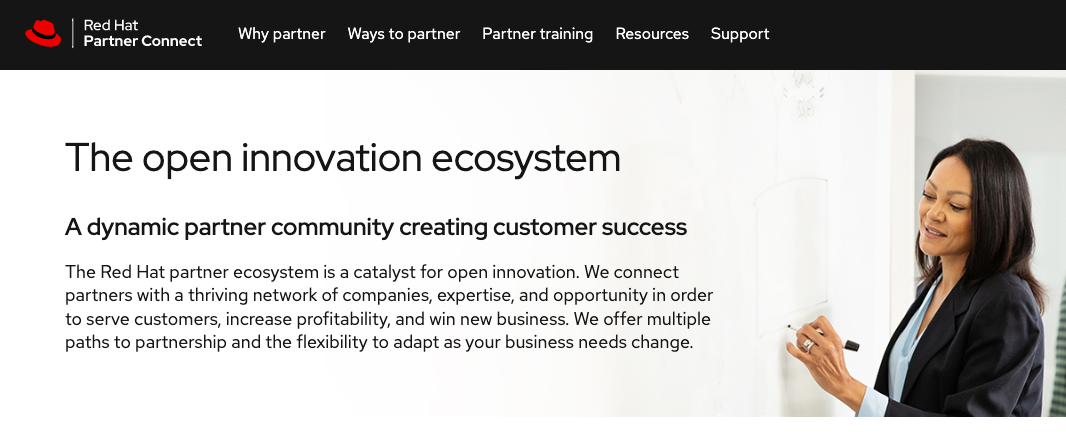 Red Hat
Partner Connect
Why partner
Ways to partner
Partner training
Resources
Support
The open innovation ecosystem
A dynamic partner community creating customer success
The Red Hat partner ecosystem is a catalyst for open innovation. We connect
partners with a thriving network of companies, expertise, and opportunity in order
to serve customers, increase profitability, and win new business. We offer multiple
paths to partnership and the flexibility to adapt as your business needs change.